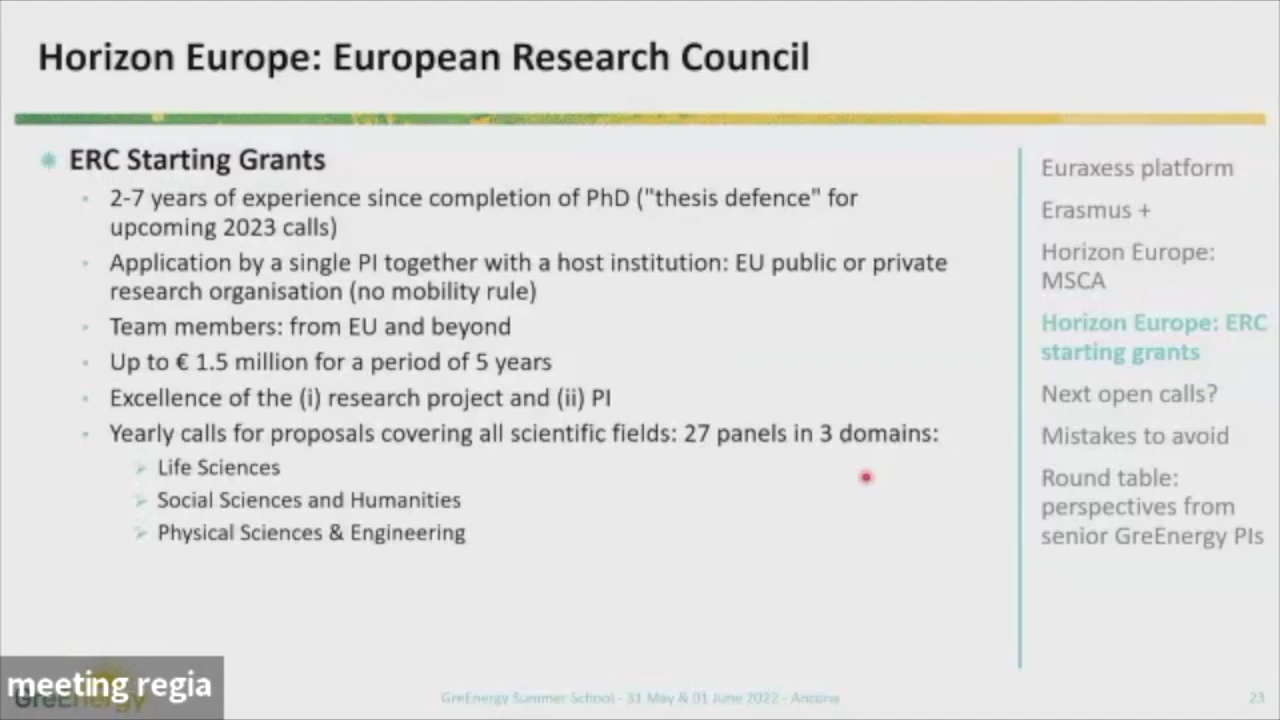 Horizon Europe: European Research Council
ERC Starting Grants
2-7 years of experience since completion of PhD ("thesis defence" for
upcoming 2023 calls)
Application by a single PI together with a host institution: EU public or private
research organisation (no mobility rule)
Team members: from EU and beyond
Up to € 1.5 million for a period of 5 years
Excellence of the (i) research project and (ii) PI
Yearly calls for proposals covering all scientific fields: 27 panels in 3 domains:
Life Sciences
Social Sciences and Humanities
Physical Sciences & Engineering
Euraxess platform
Erasmus +
Horizon Europe:
MSCA
Horizon Europe: ERC
starting grants
Next open calls?
Mistakes to avoid
Round table:
perspectives from
senior GreEnergy PIs
meeting regia
GreEnergy
GreEnergy Summer School - 31 May & 01 June 2022 - Ancona
23